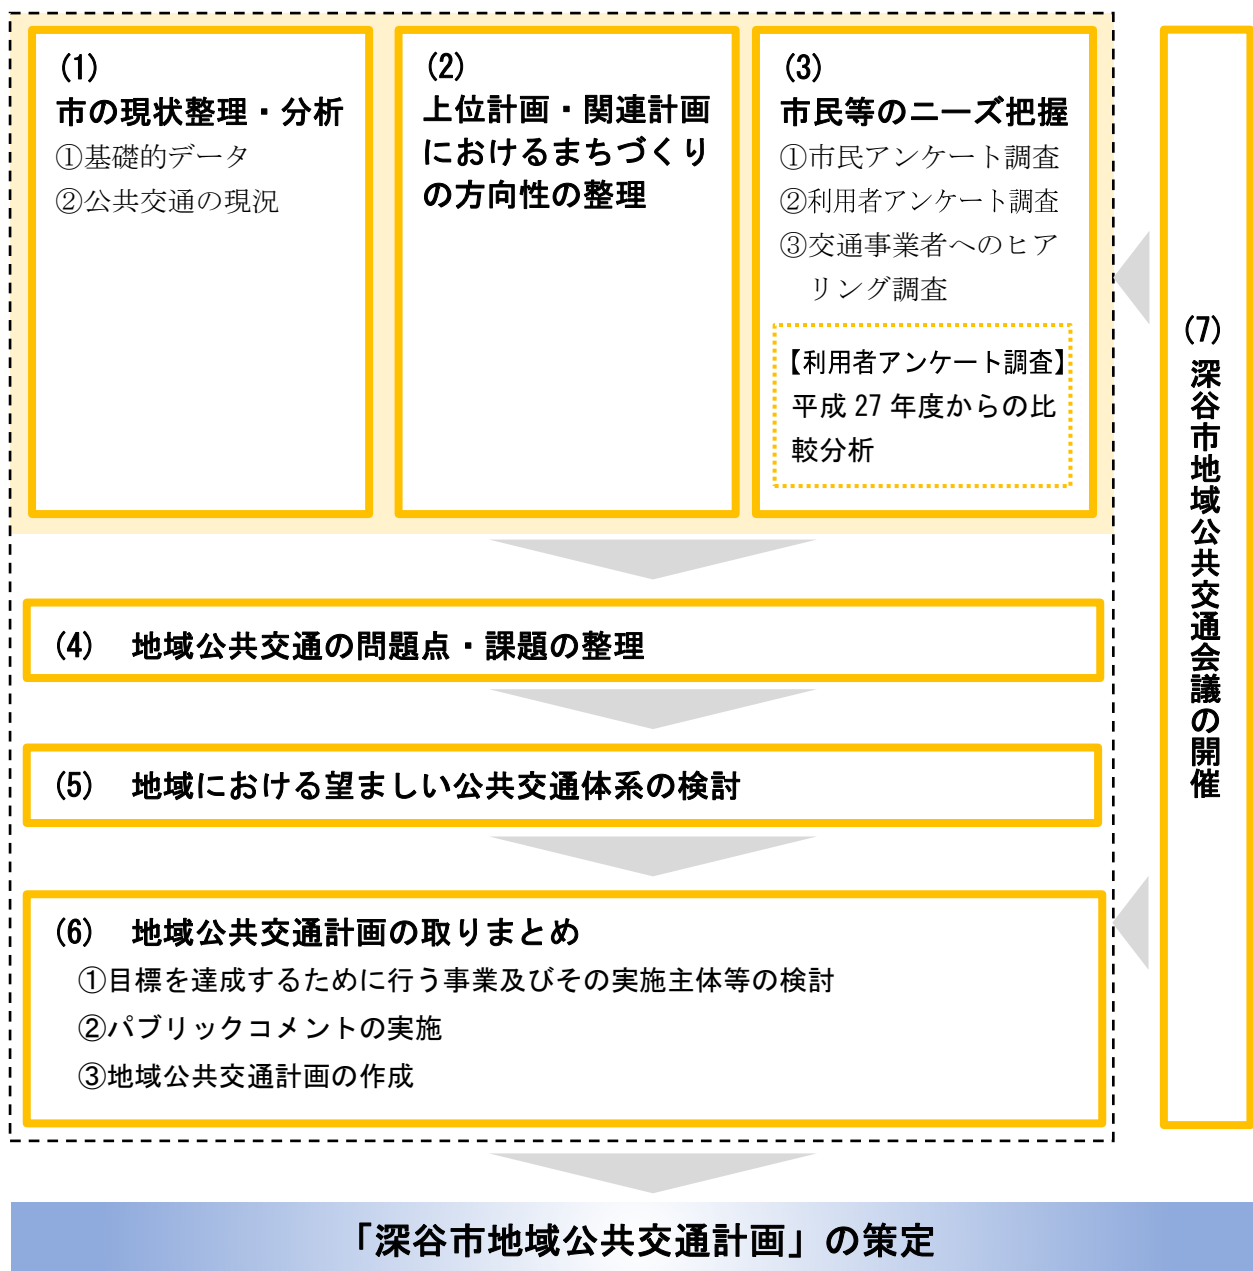 (1)
市の現状整理・分析
①基礎的データ
②公共交通の現況
(2)
上位計画・関連計画
におけるまちづくり
の方向性の整理
(3)
市民等のニーズ把握
①市民アンケート調査
②利用者アンケート調査
③交通事業者へのヒア
リング調査
【利用者アンケート調査】
平成 27 年度からの比
較分析
(4) 地域公共交通の問題点・課題の整理
(5) 地域における望ましい公共交通体系の検討
(6) 地域公共交通計画の取りまとめ
①目標を達成するために行う事業及びその実施主体等の検討
②パブリックコメントの実施
③地域公共交通計画の作成
(7) 深谷市地域公共交通会議の開催
「深谷市地域公共交通計画」の策定